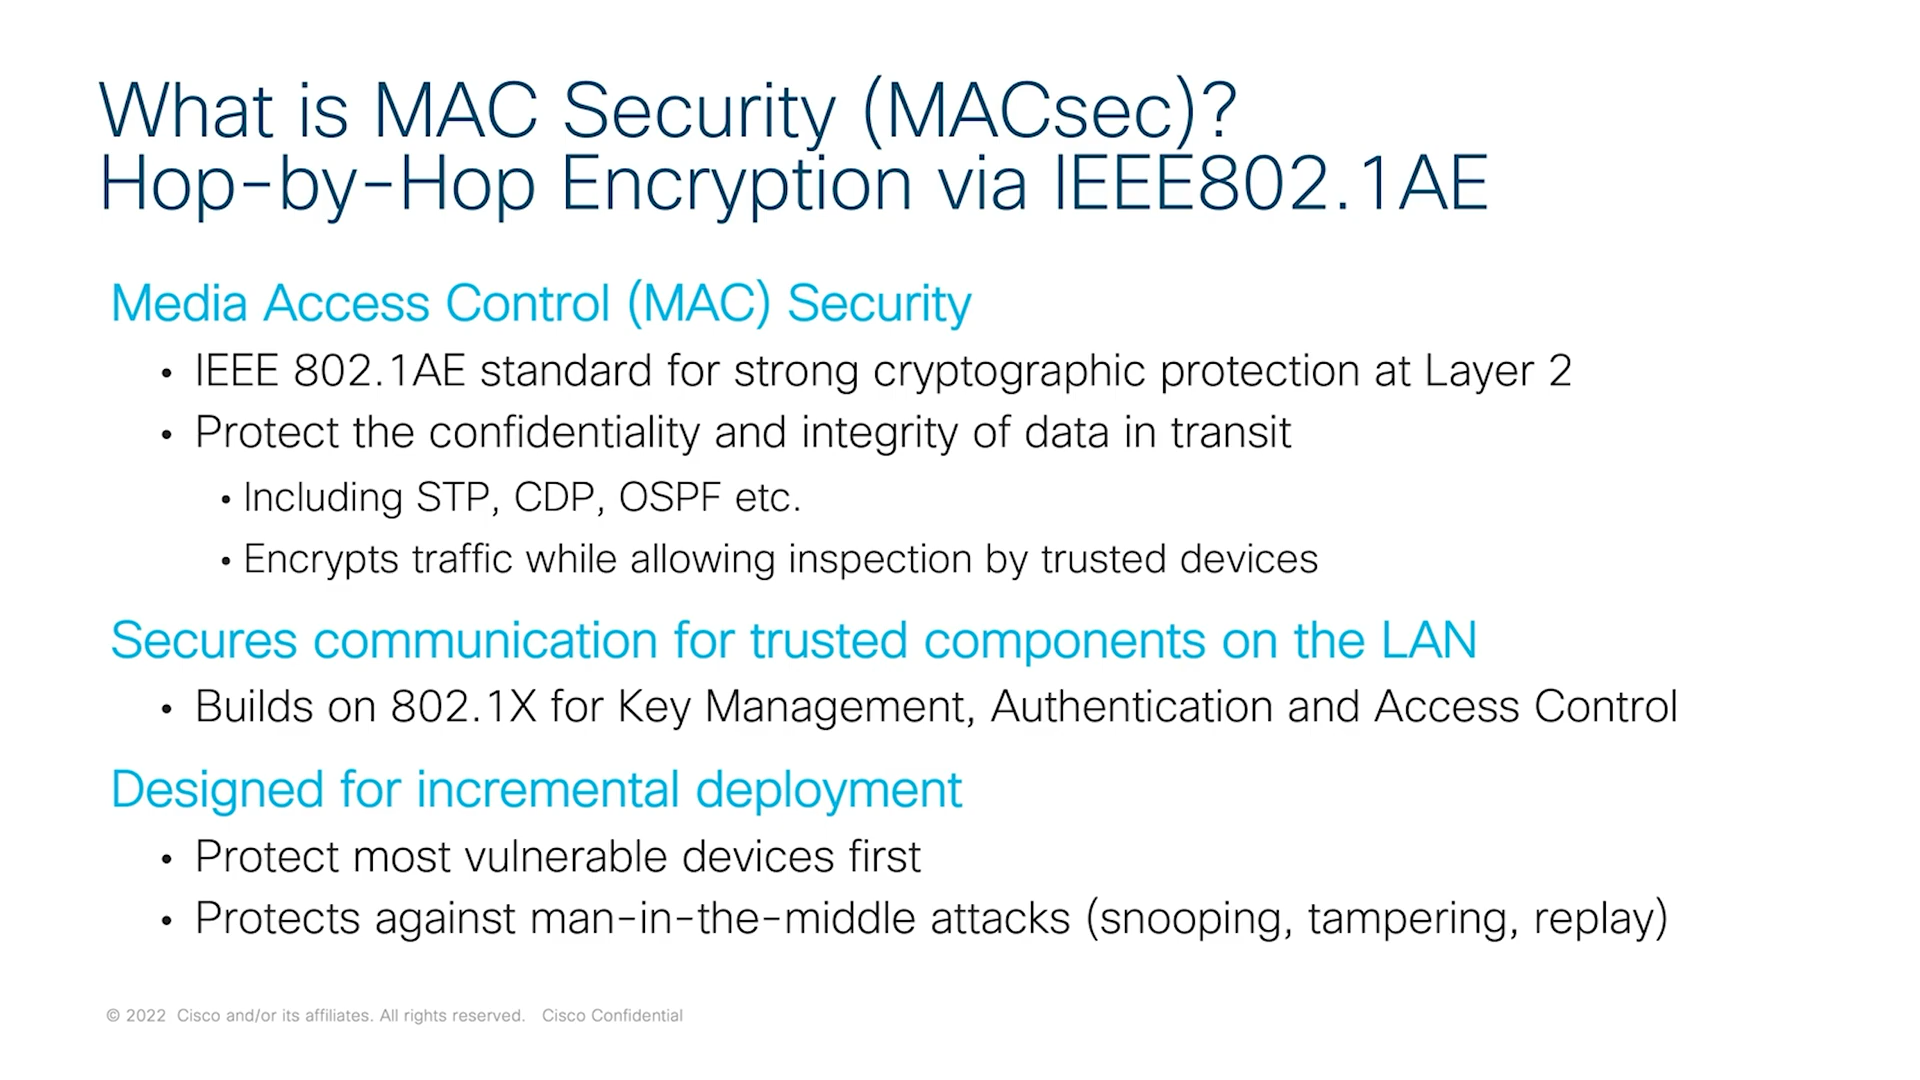 What is MAC Security (MACsec)?
Hop-by-Hop Encryption via IEEE802.1AE
Media Access Control (MAC) Security
• IEEE 802.1AE standard for strong cryptographic protection at Layer 2
• Protect the confidentiality and integrity of data in transit
• Including STP, CDP, OSPF etc.
• Encrypts traffic while allowing inspection by trusted devices
Secures communication for trusted components on the LAN
• Builds on 802.1X for Key Management, Authentication and Access Control
Designed for incremental deployment
• Protect most vulnerable devices first
• Protects against man-in-the-middle attacks (snooping, tampering, replay)
© 2022 Cisco and/or its affiliates. All rights reserved. Cisco Confidential